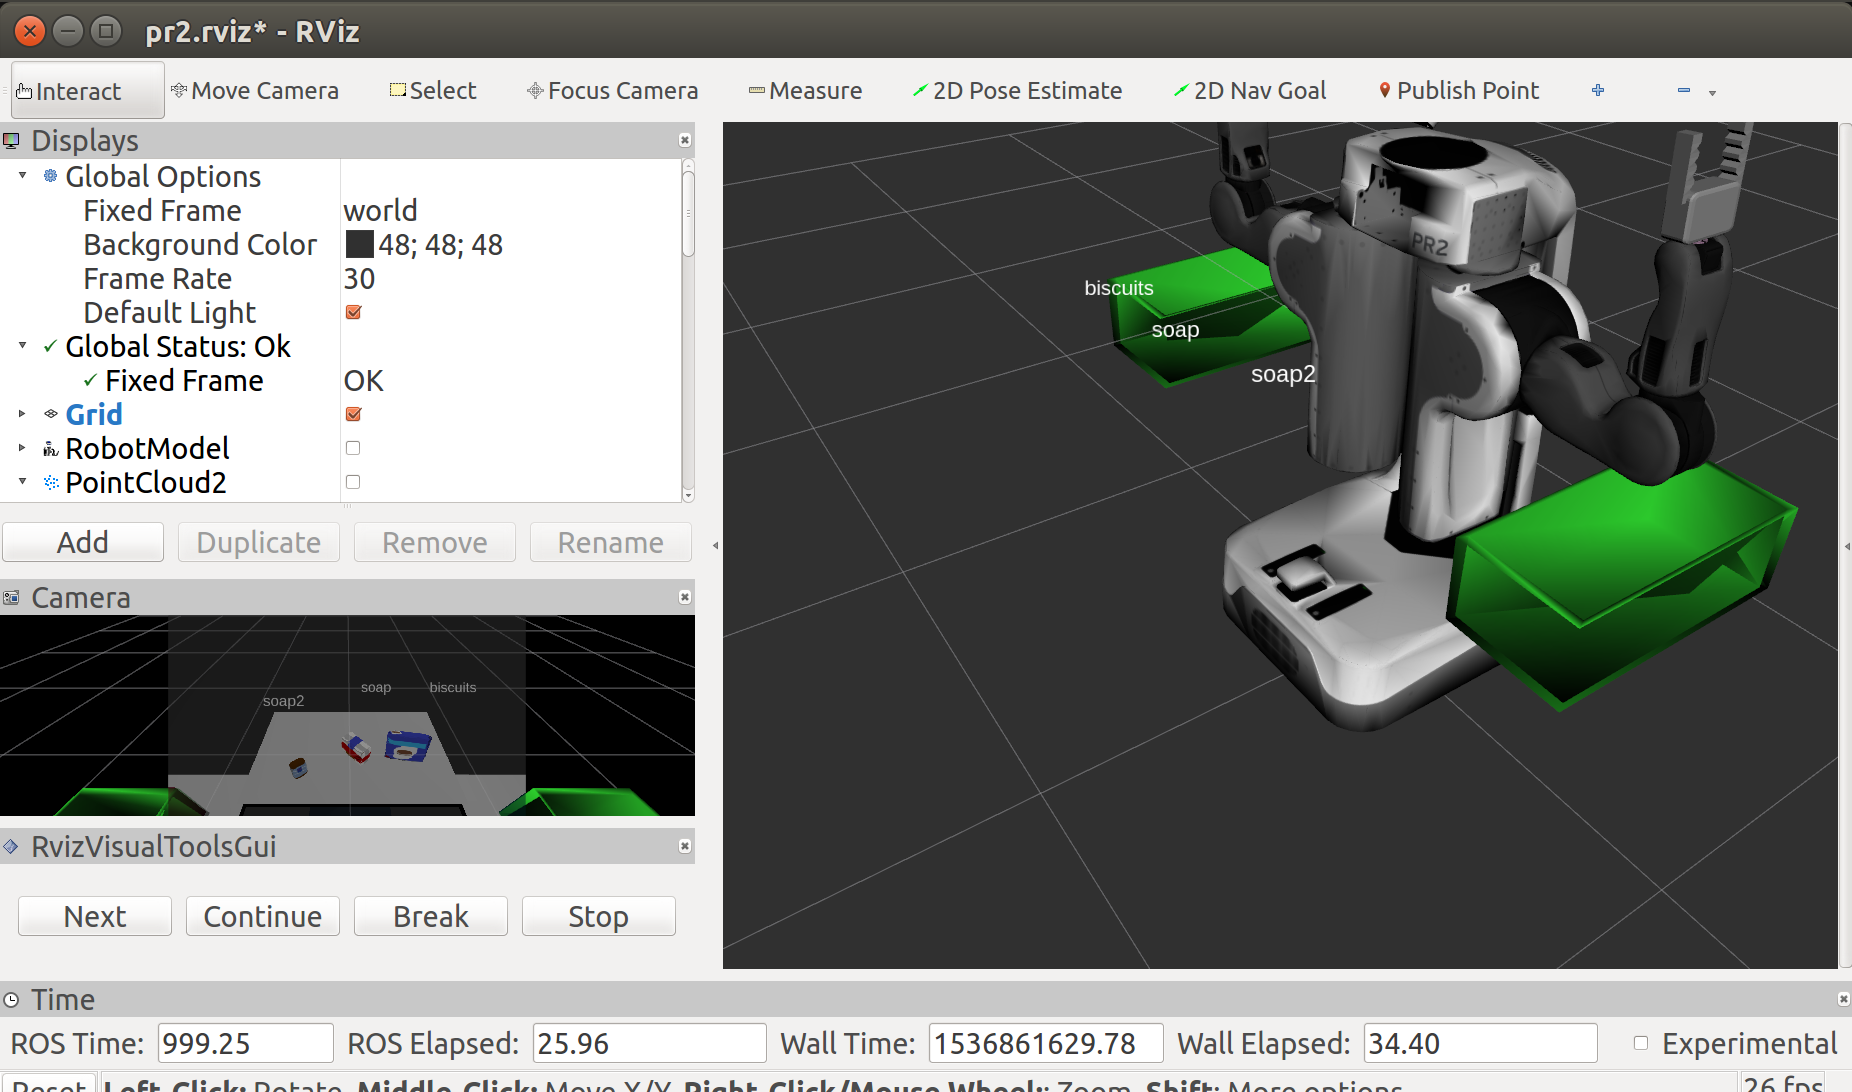 pr2.rviz* - RViz
Interact
Move Camera
Select
Focus Camera
Measure
2D Pose Estimate
2D Nav Goal
Publish Point
Displays
Global Options
Fixed Frame world
Background Color 48; 48; 48
Frame Rate 30
Default Light
Global Status: Ok
Fixed Frame OK
Grid
RobotModel
PointCloud2
Add Duplicate Remove Rename
Camera
soap2 soap biscuits
RvizVisualToolsGui
Next Continue Break Stop
PR2
biscuits
soap
soap2
Time
ROS Time: 999.25 ROS Elapsed: 25.96 Wall Time: 1536861629.78 Wall Elapsed: 34.40 Experimental
Reset Left-Click: Rotate. Middle-Click: Move X/Y. Right-Click/Mouse Wheel:: Zoom. Shift: More options. 26 fps